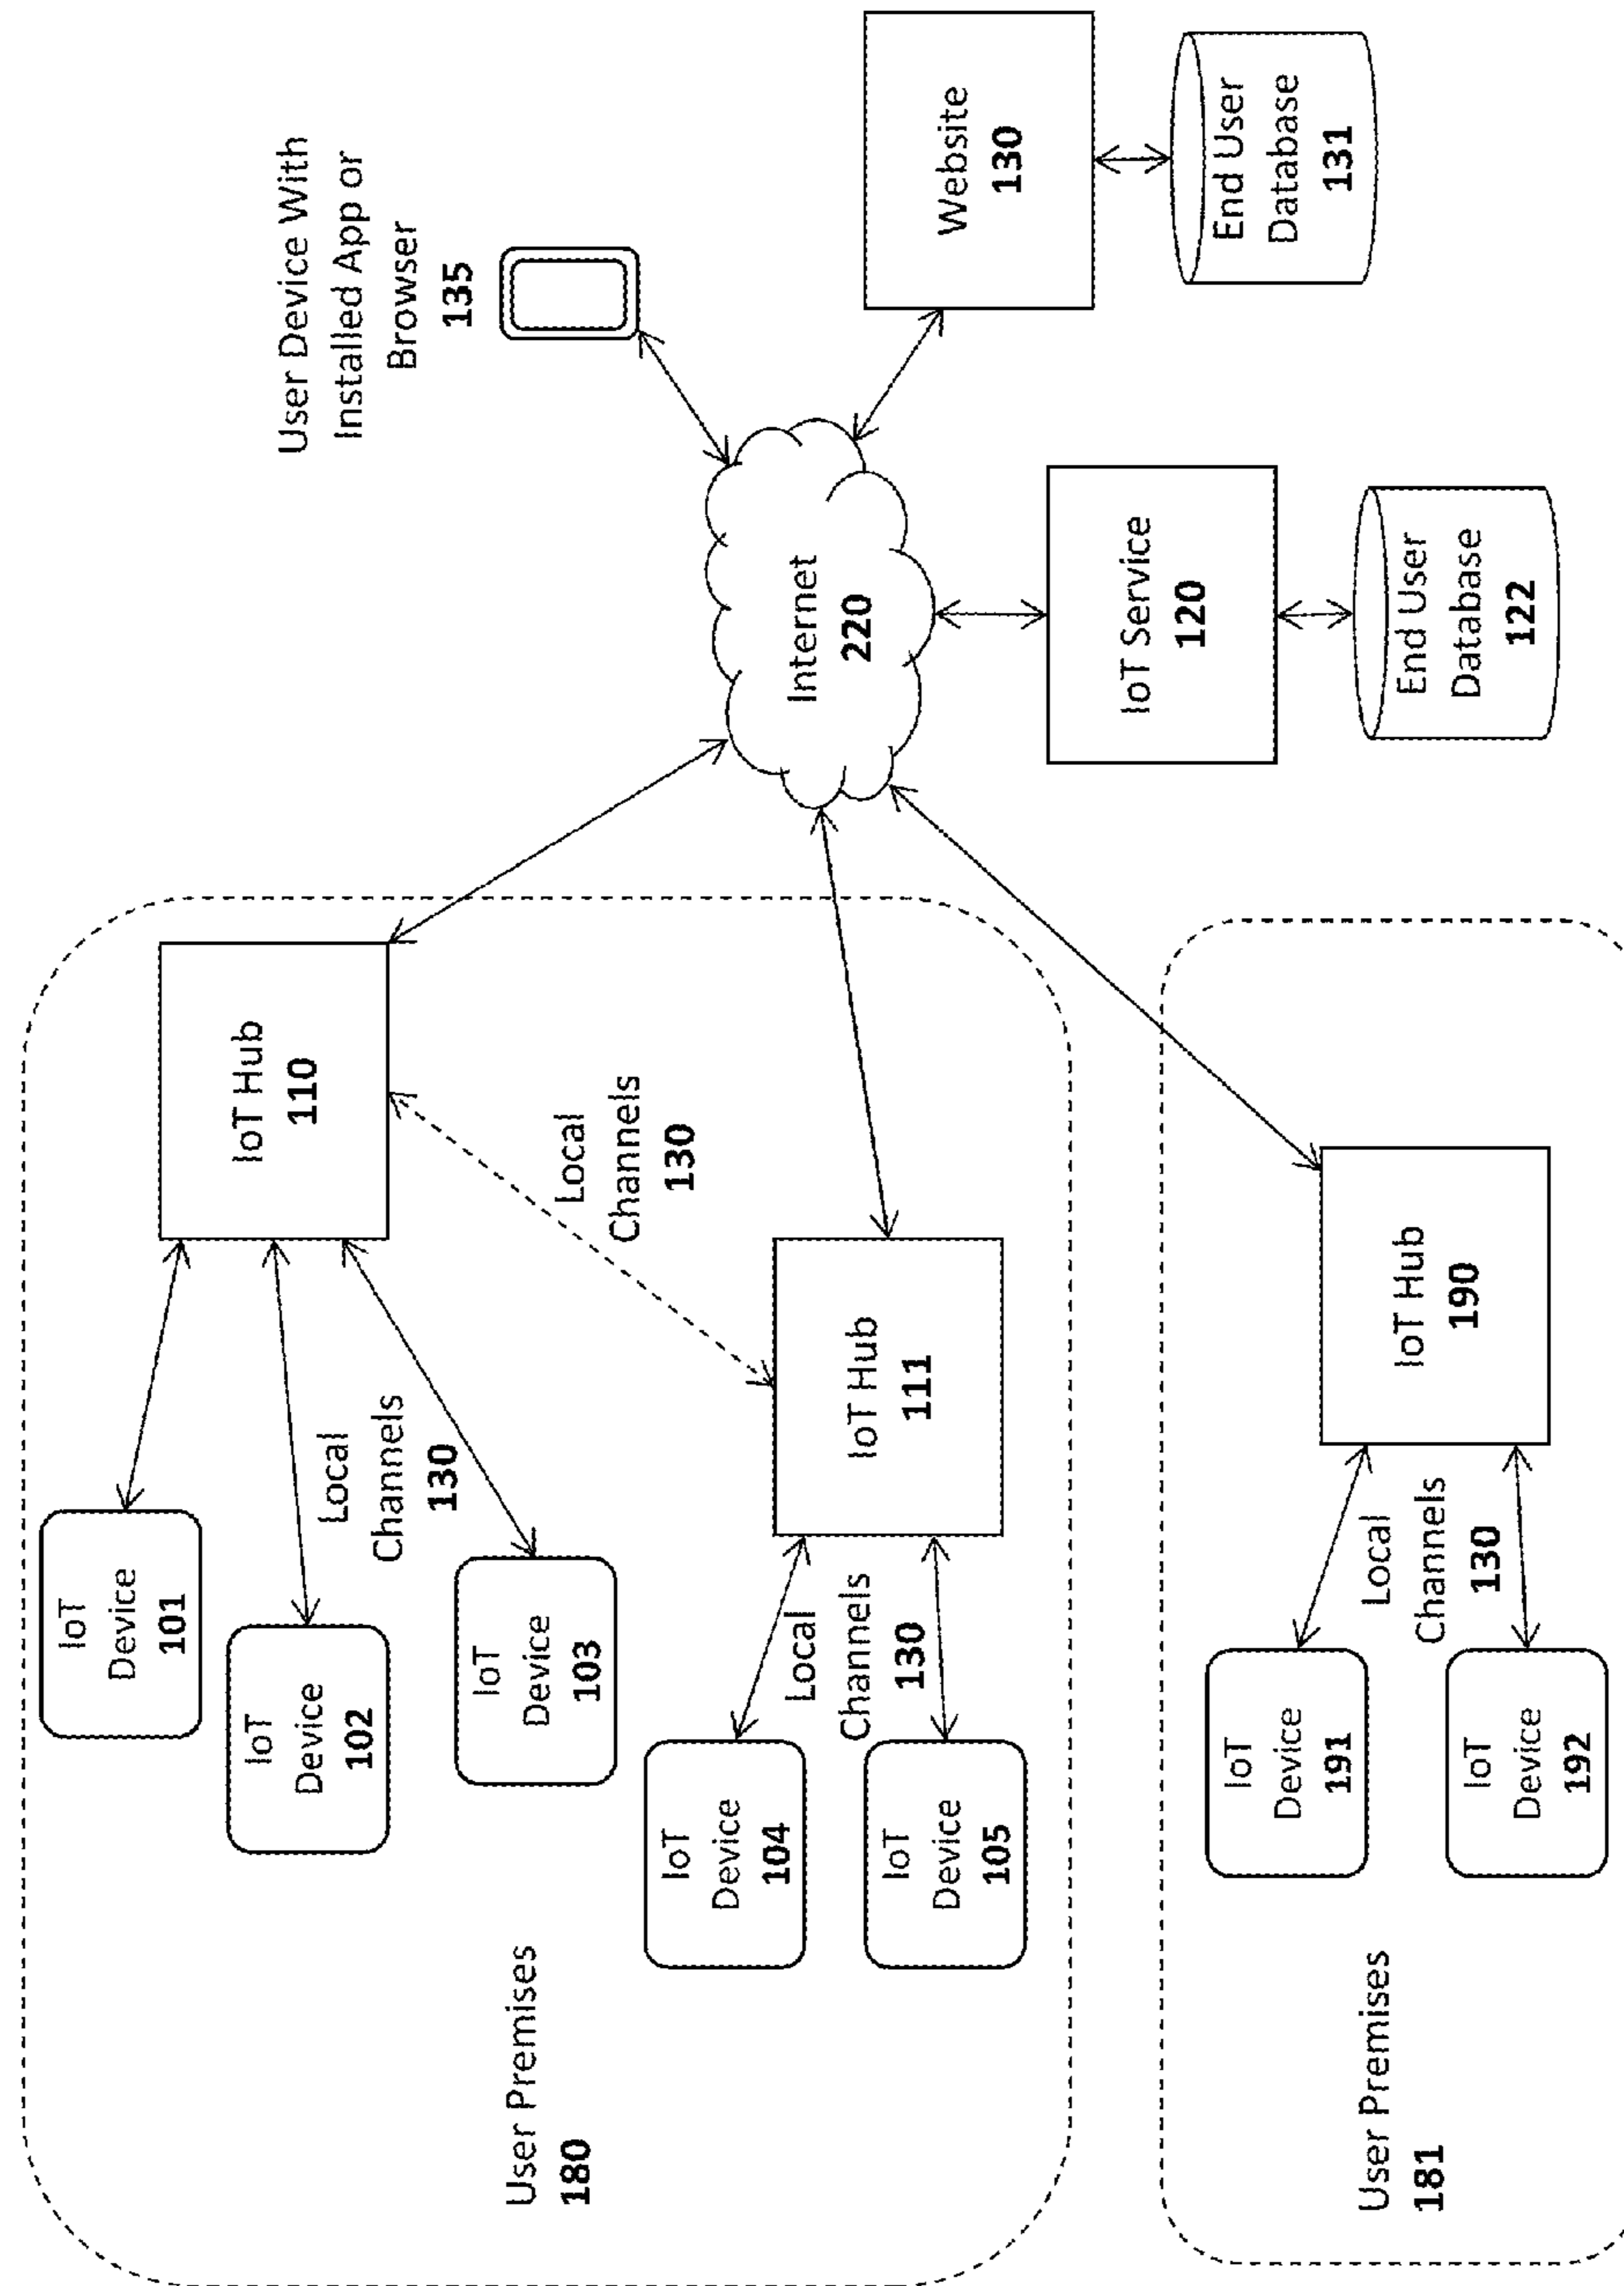 IoT
Device
101
IoT
Device
102
IoT
Device
103
Local
Channels
130
IoT Hub
110
Local
Channels
130
User Premises
180
IoT
Device
104
IoT
Device
105
Local
Channels
130
IoT Hub
111
User Device With
Installed App or
Browser
135
Internet
220
Website
130
End User
Database
131
IoT Service
120
End User
Database
122
User Premises
181
IoT
Device
191
IoT
Device
192
Local
Channels
130
IoT Hub
190